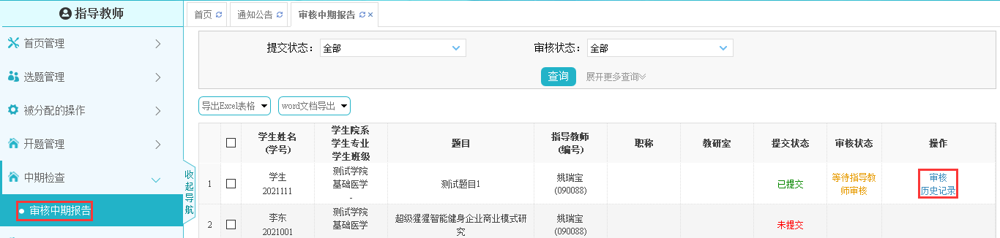 指导教师
首页管理
选题管理
被分配的操作
开题管理
中期检查
审核中期报告
收起导航
首页
通知公告
审核中期报告
提交状态：
全部
审核状态：
全部
查询
展开更多查询
导出Excel表格
word文档导出
学生姓名
(学号)
学生院系
学生专业
学生班级
题目
指导教师
(编号)
职称
教研室
提交状态
审核状态
操作
1
学生
2021111
测试学院
基础医学
-
测试题目1
姚瑞宝
(090088)
已提交
等待指导教
师审核
审核
历史记录
2
李东
2021001
测试学院
基础医学
超级猩猩智能健身企业商业模式研
究
姚瑞宝
(090088)
未提交